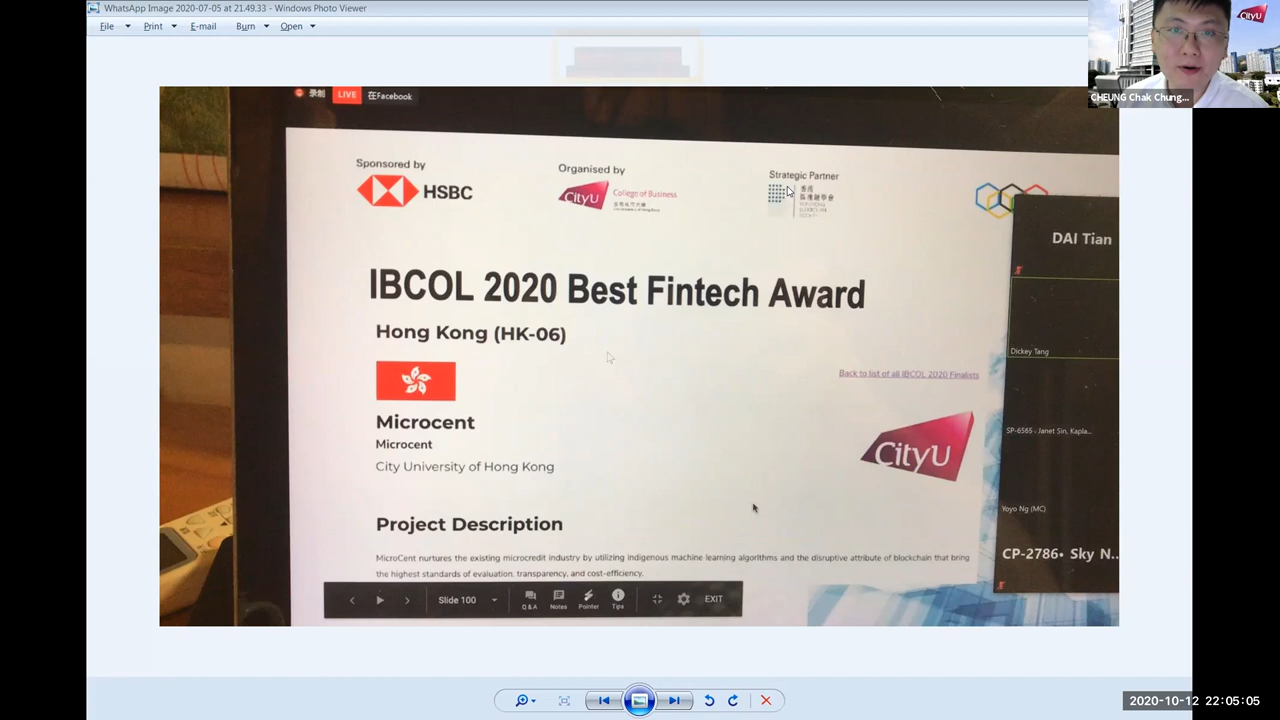 WhatsApp Image 2020-07-05 at 21.49.33 - Windows Photo Viewer
File Print E-mail Burn Open
CityU
CHEUNG Chak Chung...
录制 LIVE 在Facebook
Sponsored by
HSBC
Organised by
CityU College of Business
Strategic Partner
IBCOL 2020 Best Fintech Award
Hong Kong (HK-06)
Back to list of all IBCOL 2020 Finalists
Microcent
Microcent
City University of Hong Kong
CityU
Project Description
MicroCent nurtures the existing microcredit industry by utilizing indigenous machine learning algorithms and the disruptive attribute of blockchain that bring
the highest standards of evaluation, transparency, and cost-efficiency.
Slide 100
Q & A
Notes
Pointer
Tips
EXIT
DAI Tian
Dickey Tang
SP-6565 - Janet Sin, Kapla...
Yoyo Ng (MC)
CP-2786• Sky N...
2020-10-12 22:05:05